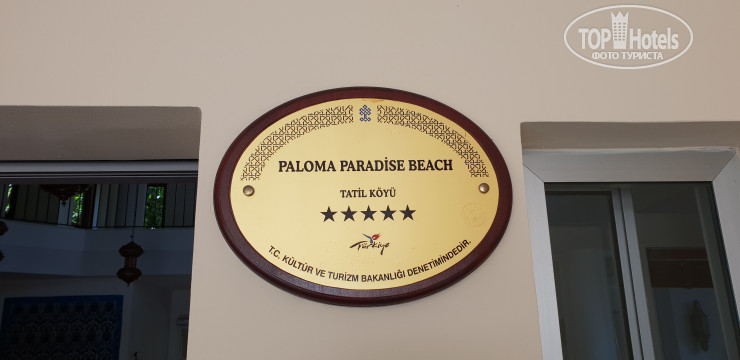 TOP Hotels
ФОТО ТУРИСТА
PALOMA PARADİSE BEACH
TATİL KÖYÜ
Türkiye
T.C. KÜLTÜR VE TURİZM BAKANLIĞI DENETİMİNDEDİR.